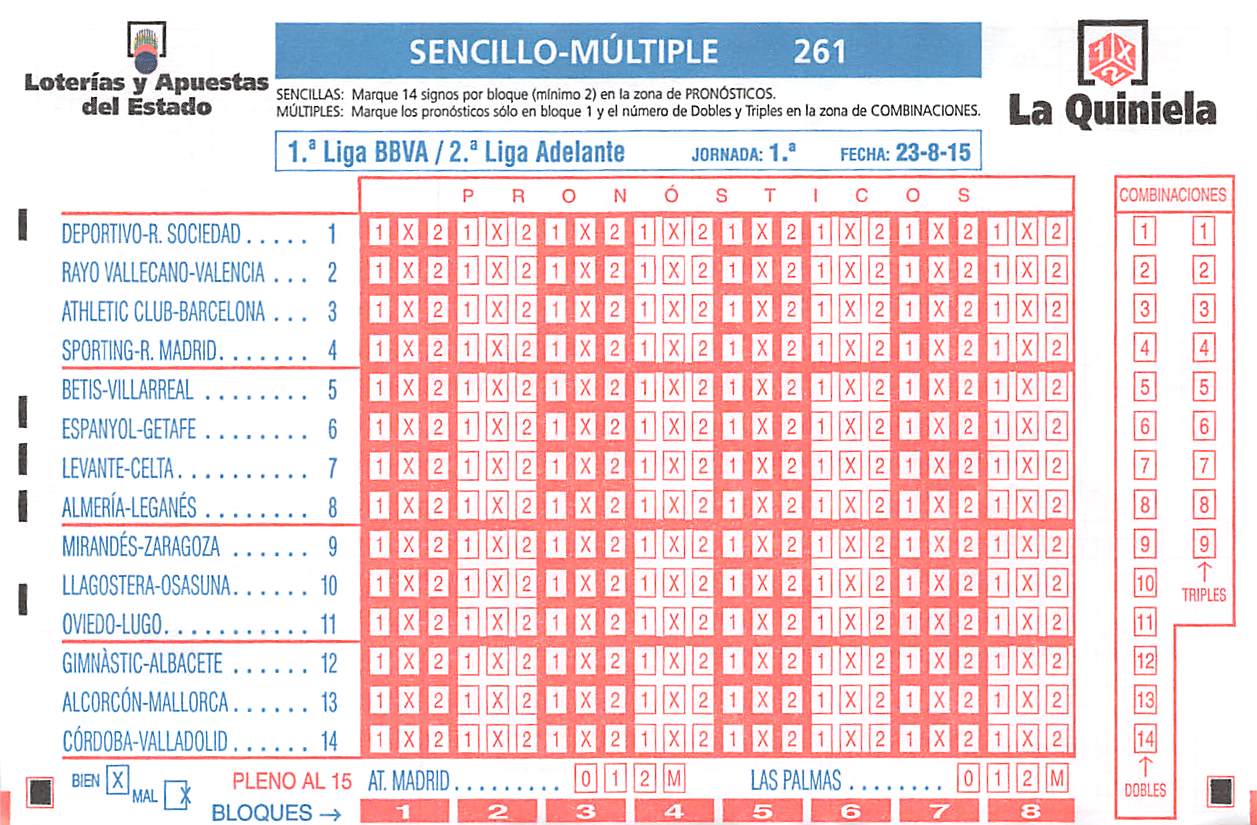 Loterías y Apuestas
del Estado
SENCILLO-MÚLTIPLE 261
SENCILLAS: Marque 14 signos por bloque (mínimo 2) en la zona de PRONÓSTICOS.
MÚLTIPLES: Marque los pronósticos sólo en bloque 1 y el número de Dobles y Triples en la zona de COMBINACIONES.
1.ª Liga BBVA / 2.ª Liga Adelante JORNADA: 1.ª FECHA: 23-8-15
1 X 2
La Quiniela
PRONÓSTICOS
DEPORTIVO-R. SOCIEDAD ..... 1 1 X 2 1 X 2 1 X 2 1 X 2 1 X 2 1 X 2 1 X 2 1 X 2
RAYO VALLECANO-VALENCIA ... 2 1 X 2 1 X 2 1 X 2 1 X 2 1 X 2 1 X 2 1 X 2 1 X 2
ATHLETIC CLUB-BARCELONA ... 3 1 X 2 1 X 2 1 X 2 1 X 2 1 X 2 1 X 2 1 X 2 1 X 2
SPORTING-R. MADRID....... 4 1 X 2 1 X 2 1 X 2 1 X 2 1 X 2 1 X 2 1 X 2 1 X 2
BETIS-VILLARREAL ........ 5 1 X 2 1 X 2 1 X 2 1 X 2 1 X 2 1 X 2 1 X 2 1 X 2
ESPANYOL-GETAFE ........ 6 1 X 2 1 X 2 1 X 2 1 X 2 1 X 2 1 X 2 1 X 2 1 X 2
LEVANTE-CELTA .......... 7 1 X 2 1 X 2 1 X 2 1 X 2 1 X 2 1 X 2 1 X 2 1 X 2
ALMERÍA-LEGANÉS ........ 8 1 X 2 1 X 2 1 X 2 1 X 2 1 X 2 1 X 2 1 X 2 1 X 2
MIRANDÉS-ZARAGOZA ...... 9 1 X 2 1 X 2 1 X 2 1 X 2 1 X 2 1 X 2 1 X 2 1 X 2
LLAGOSTERA-OSASUNA...... 10 1 X 2 1 X 2 1 X 2 1 X 2 1 X 2 1 X 2 1 X 2 1 X 2
OVIEDO-LUGO........... 11 1 X 2 1 X 2 1 X 2 1 X 2 1 X 2 1 X 2 1 X 2 1 X 2
GIMNÀSTIC-ALBACETE ...... 12 1 X 2 1 X 2 1 X 2 1 X 2 1 X 2 1 X 2 1 X 2 1 X 2
ALCORCÓN-MALLORCA ...... 13 1 X 2 1 X 2 1 X 2 1 X 2 1 X 2 1 X 2 1 X 2 1 X 2
CÓRDOBA-VALLADOLID ...... 14 1 X 2 1 X 2 1 X 2 1 X 2 1 X 2 1 X 2 1 X 2 1 X 2
BIEN X MAL X
PLENO AL 15 AT. MADRID ......... 0 1 2 M LAS PALMAS ........ 0 1 2 M
BLOQUES → 1 2 3 4 5 6 7 8
COMBINACIONES
1 1
2 2
3 3
4 4
5 5
6 6
7 7
8 8
9 9
10 ↑
TRIPLES
11
12
13
14
↑
DOBLES